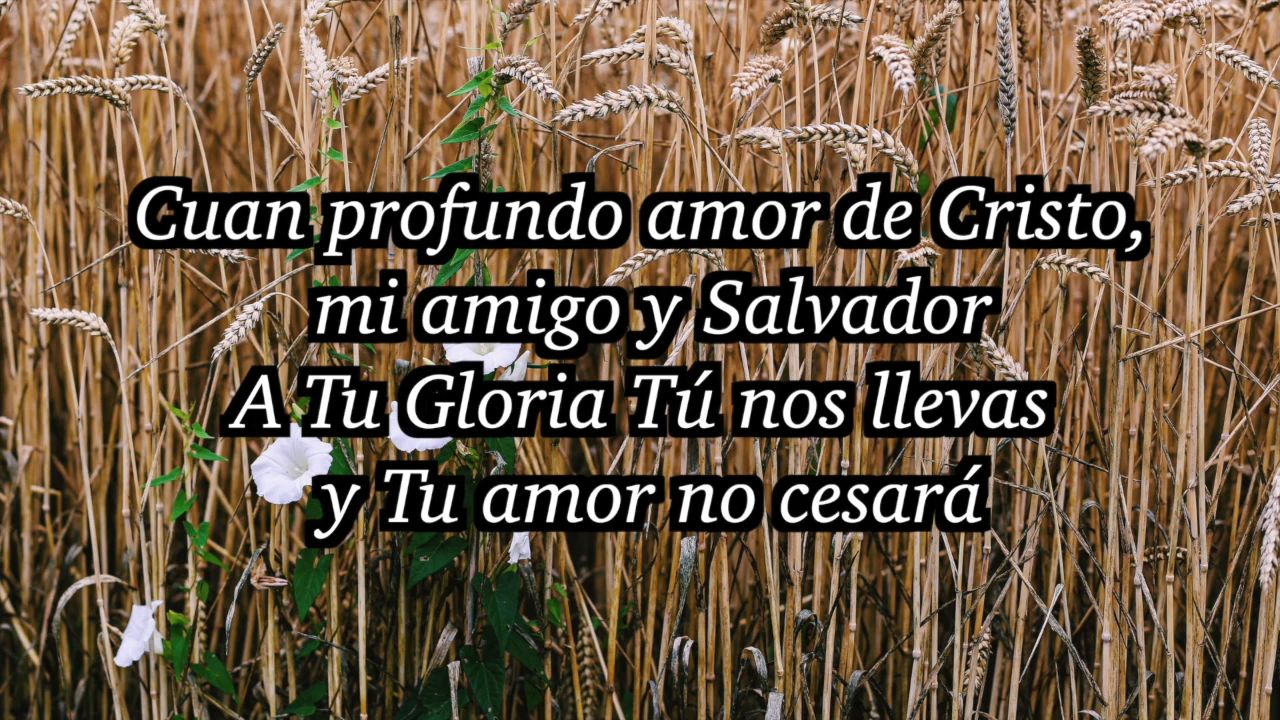 Cuan profundo amor de Cristo,
mi amigo y Salvador
A Tu Gloria Tú nos llevas
y Tu amor no cesará